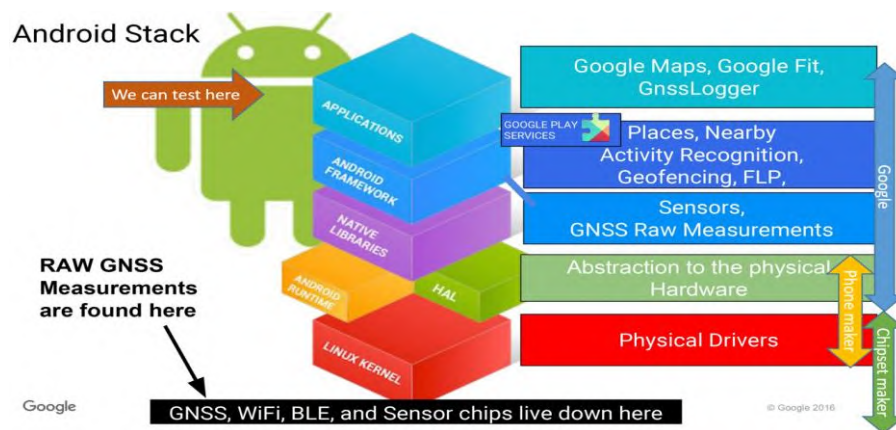 Android Stack
We can test here
APPLICATIONS
ANDROID
FRAMEWORK
NATIVE
LIBRARIES
ANDROID
RUNTIME
HAL
LINUX KERNEL
GOOGLE PLAY
SERVICES
Google Maps, Google Fit,
GnssLogger
Places, Nearby
Activity Recognition,
Geofencing, FLP,
Sensors,
GNSS Raw Measurements
Abstraction to the physical
Hardware
Physical Drivers
Google
Phone maker
Chipset maker
RAW GNSS
Measurements
are found here
GNSS, WiFi, BLE, and Sensor chips live down here
Google
© Google 2016